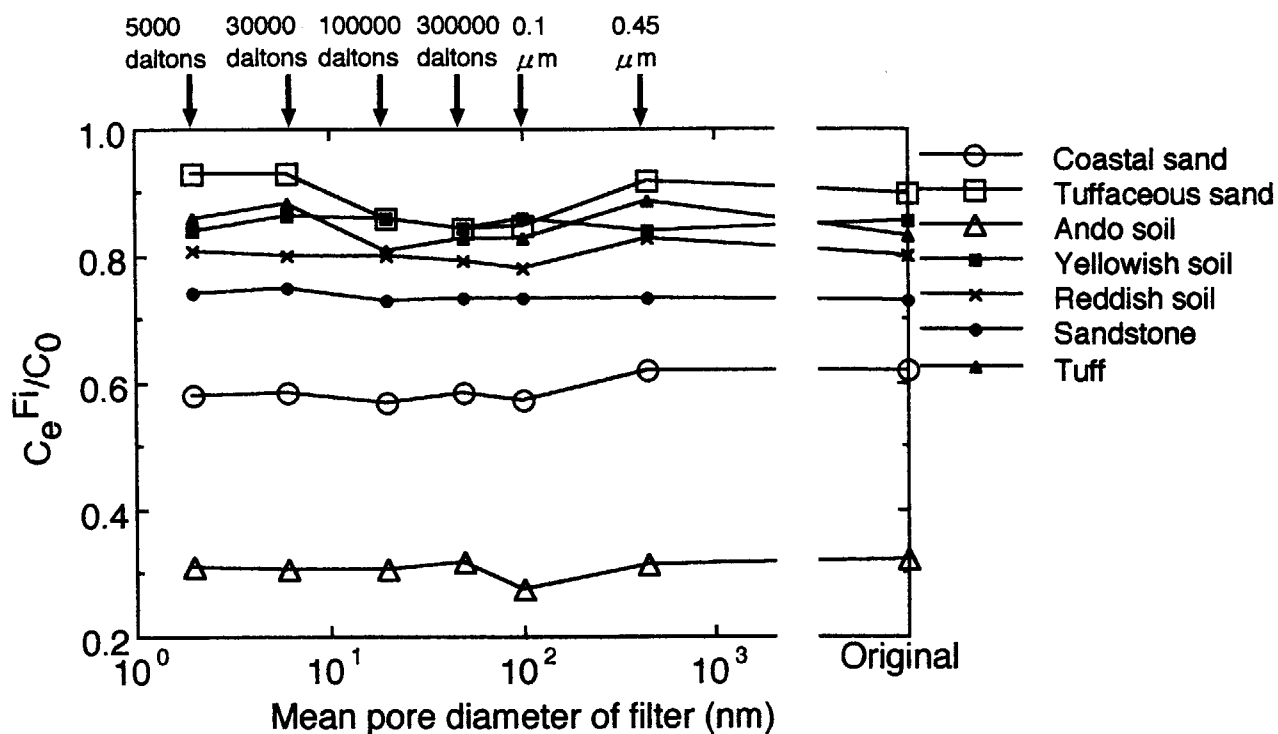 5000 30000 100000 300000 0.1 0.45
daltons daltons daltons daltons μm μm
1.0
0.8
0.6
0.4
0.2
C_e^Fi/C_0
10^0 10^1 10^2 10^3 Original
Mean pore diameter of filter (nm)
Coastal sand
Tuffaceous sand
Ando soil
Yellowish soil
Reddish soil
Sandstone
Tuff